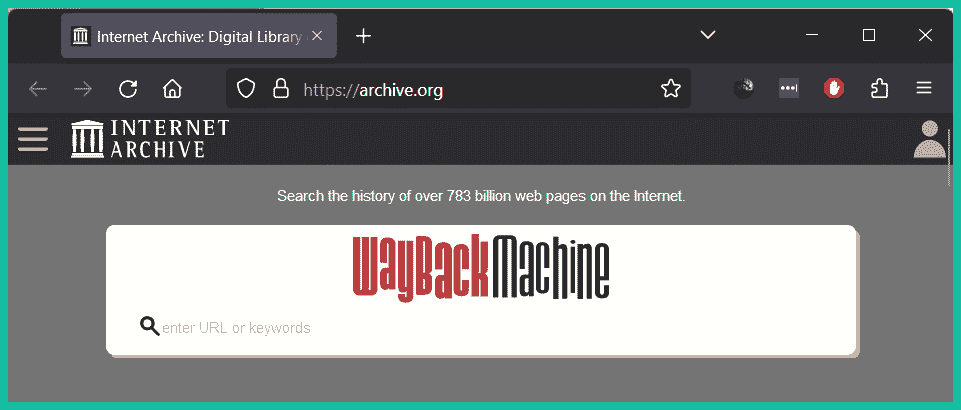 Internet Archive: Digital Library
https://archive.org
INTERNET
ARCHIVE
Search the history of over 783 billion web pages on the Internet.
WayBackMachine
enter URL or keywords